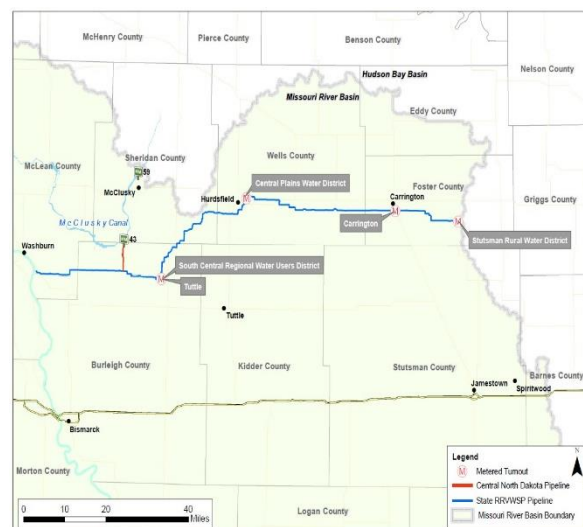 McHenry County
Pierce County
Benson County
Nelson County
Hudson Bay Basin
Missouri River Basin
Eddy County
Sheridan County
McLean County
59
McClusky
Wells County
Central Plains Water District
Hurdsfield
Carrington
Foster County
Griggs County
McClusky Canal
Carrington
Stutsman Rural Water District
Washburn
43
South Central Regional Water Users District
Tuttle
Tuttle
Burleigh County
Kidder County
Stutsman County
Barnes County
Jamestown
Spiritwood
Bismarck
Morton County
Logan County
0 10 20 40
Miles
N
Legend
M Metered Turnout
Central North Dakota Pipeline
State RRVWSP Pipeline
Missouri River Basin Boundary